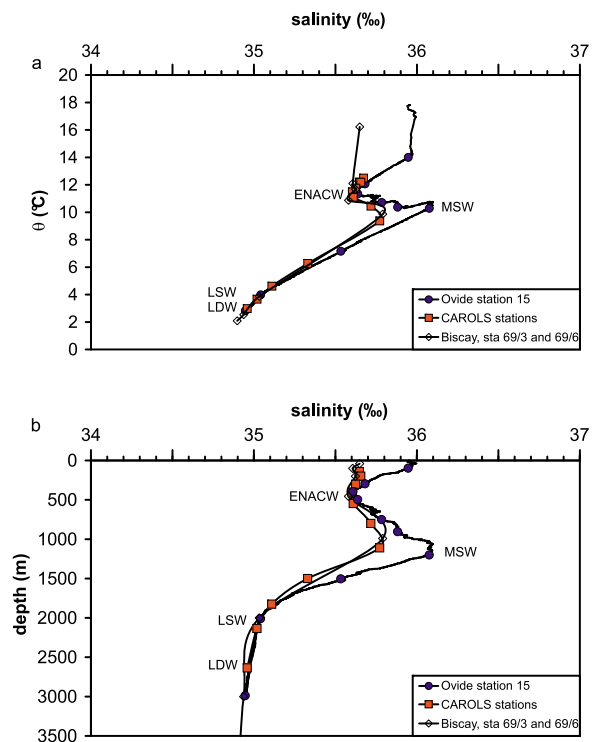 salinity (‰)
34 35 36 37
a
20
18
16
14
12
10
8
6
4
2
0
θ (°C)
ENACW
MSW
LSW
LDW
Ovide station 15
CAROLS stations
Biscay, sta 69/3 and 69/6
b
salinity (‰)
34 35 36 37
0
500
1000
1500
2000
2500
3000
3500
depth (m)
ENACW
MSW
LSW
LDW
Ovide station 15
CAROLS stations
Biscay, sta 69/3 and 69/6